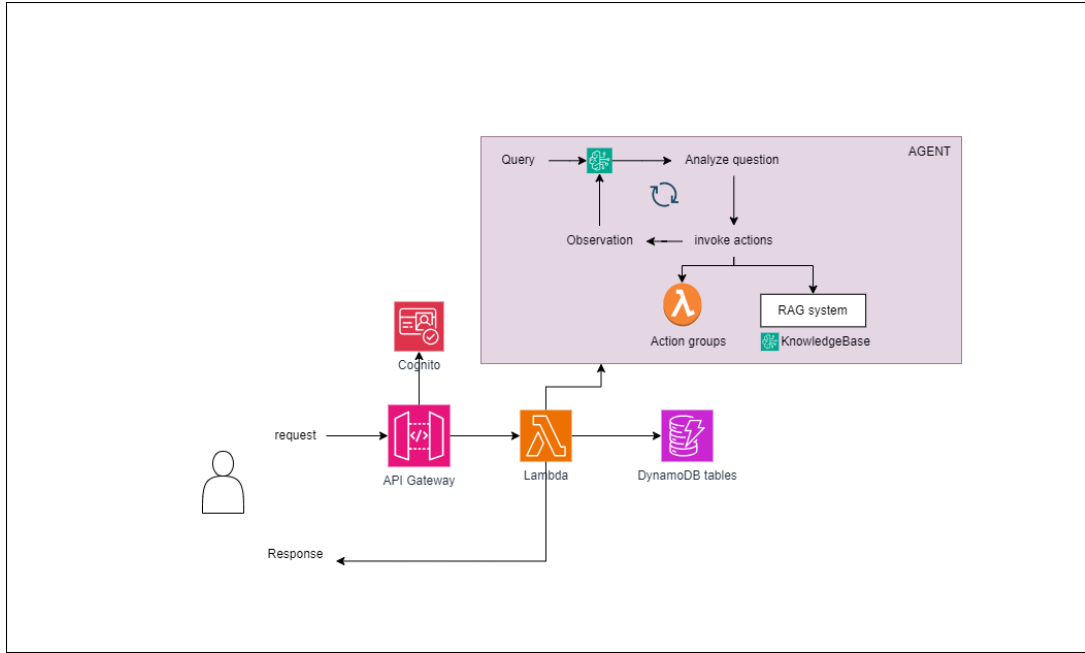 AGENT
Query
Analyze question
Observation
invoke actions
RAG system
Action groups
KnowledgeBase
Cognito
request
API Gateway
Lambda
DynamoDB tables
Response